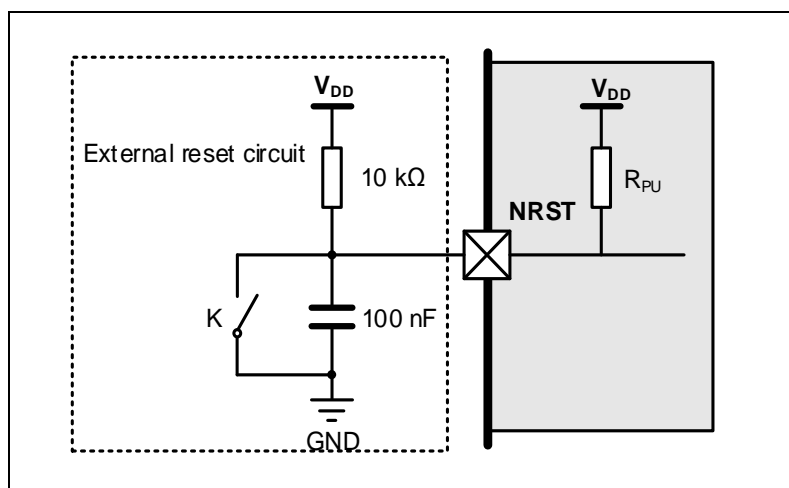 V_DD
V_DD
External reset circuit
10 kΩ
R_PU
NRST
K
100 nF
GND